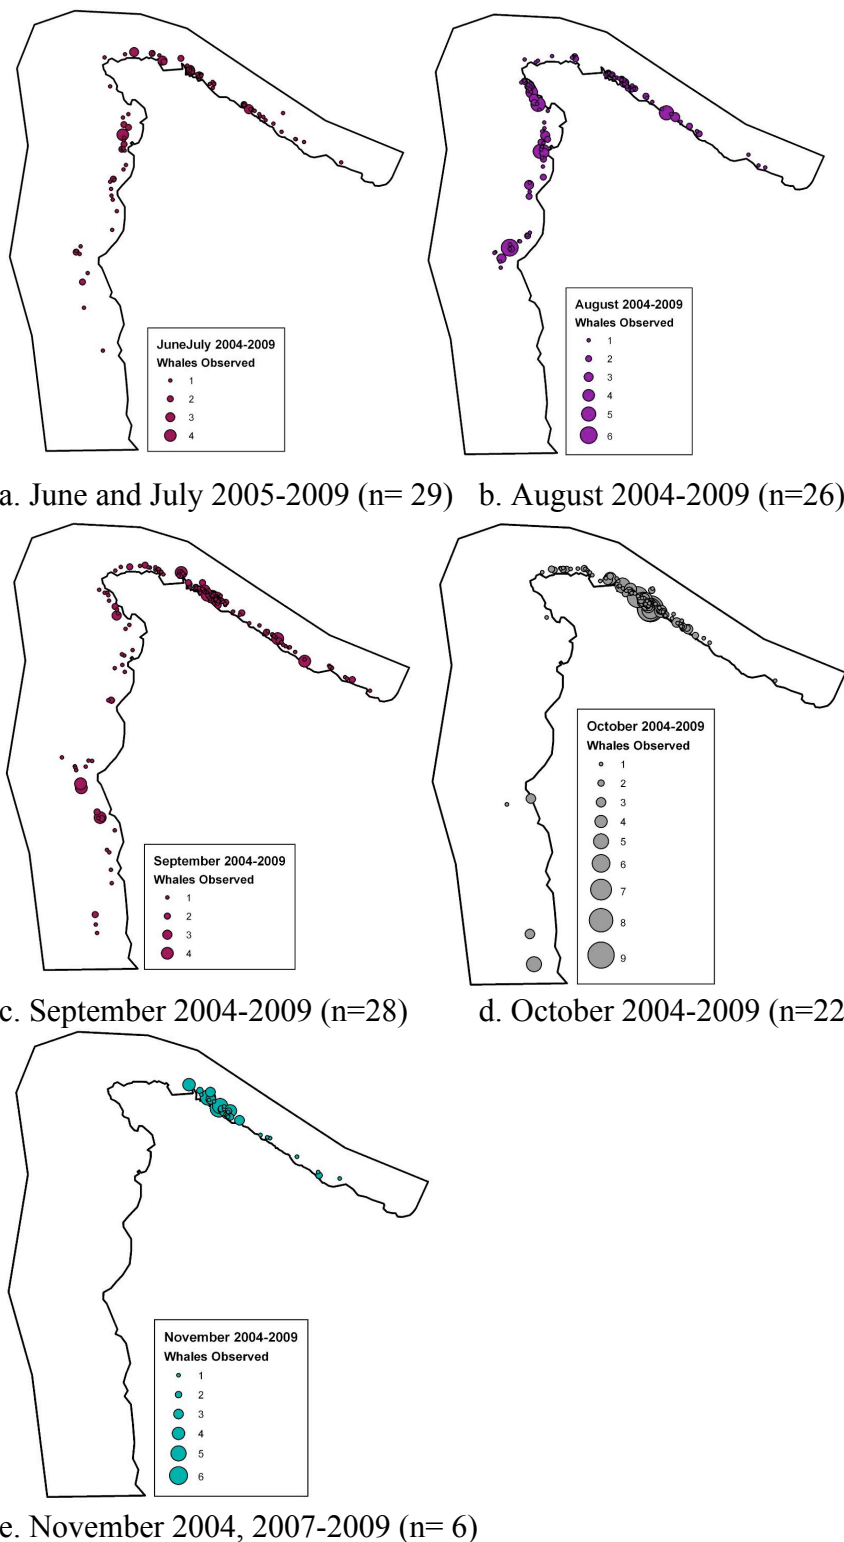 JuneJuly 2004-2009
Whales Observed
1
2
3
4
August 2004-2009
Whales Observed
1
2
3
4
5
6
a. June and July 2005-2009 (n= 29) b. August 2004-2009 (n=26)
September 2004-2009
Whales Observed
1
2
3
4
October 2004-2009
Whales Observed
1
2
3
4
5
6
7
8
9
c. September 2004-2009 (n=28) d. October 2004-2009 (n=22
November 2004-2009
Whales Observed
1
2
3
4
5
6
e. November 2004, 2007-2009 (n= 6)